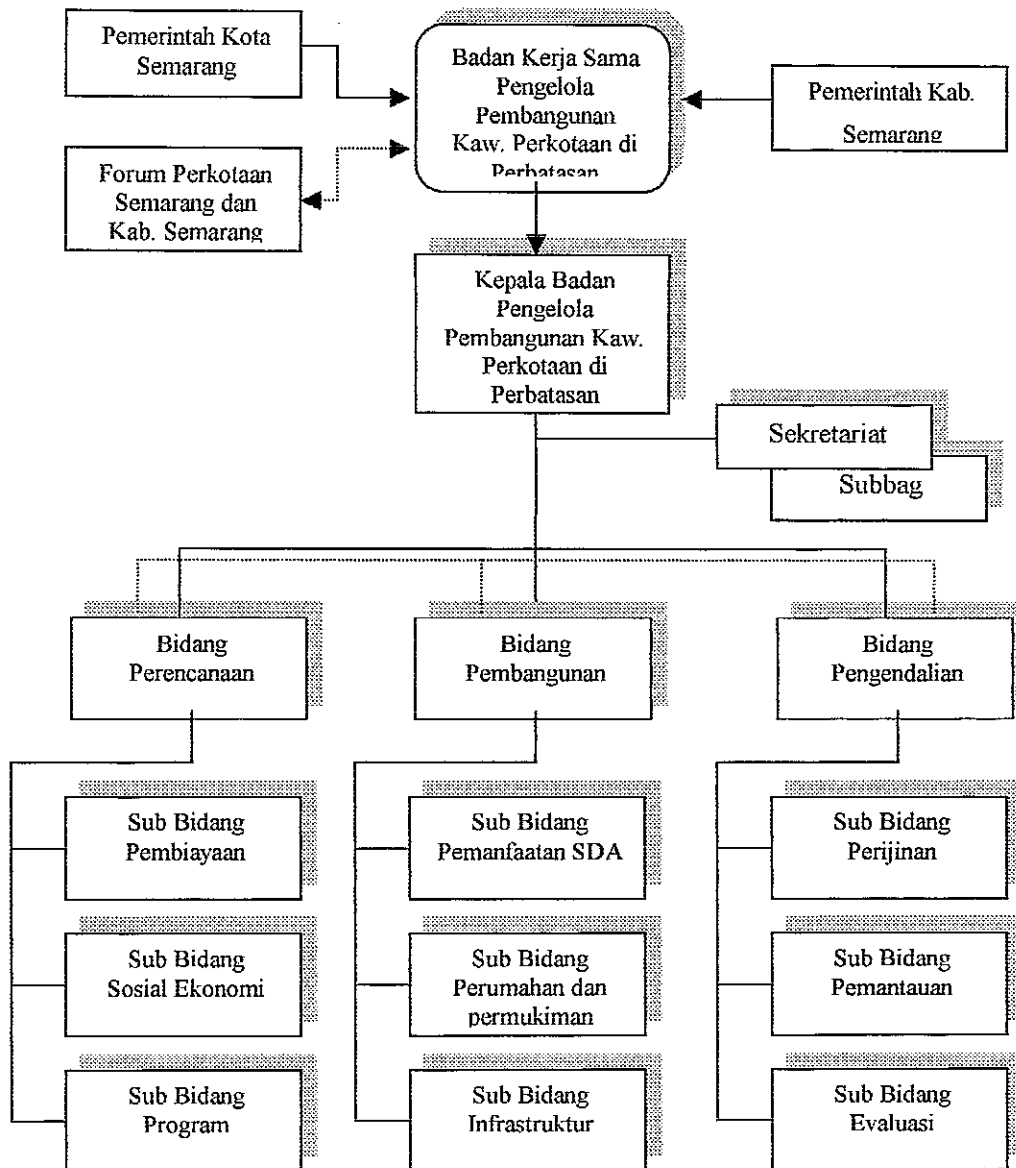 Pemerintah Kota
Semarang
Badan Kerja Sama
Pengelola
Pembangunan
Kaw. Perkotaan di
Perbatasan
Pemerintah Kab.
Semarang
Forum Perkotaan
Semarang dan
Kab. Semarang
Kepala Badan
Pengelola
Pembangunan Kaw.
Perkotaan di
Perbatasan
Sekretariat
Subbag
Bidang
Perencanaan
Bidang
Pembangunan
Bidang
Pengendalian
Sub Bidang
Pembiayaan
Sub Bidang
Pemanfaatan SDA
Sub Bidang
Perijinan
Sub Bidang
Sosial Ekonomi
Sub Bidang
Perumahan dan
permukiman
Sub Bidang
Pemantauan
Sub Bidang
Program
Sub Bidang
Infrastruktur
Sub Bidang
Evaluasi